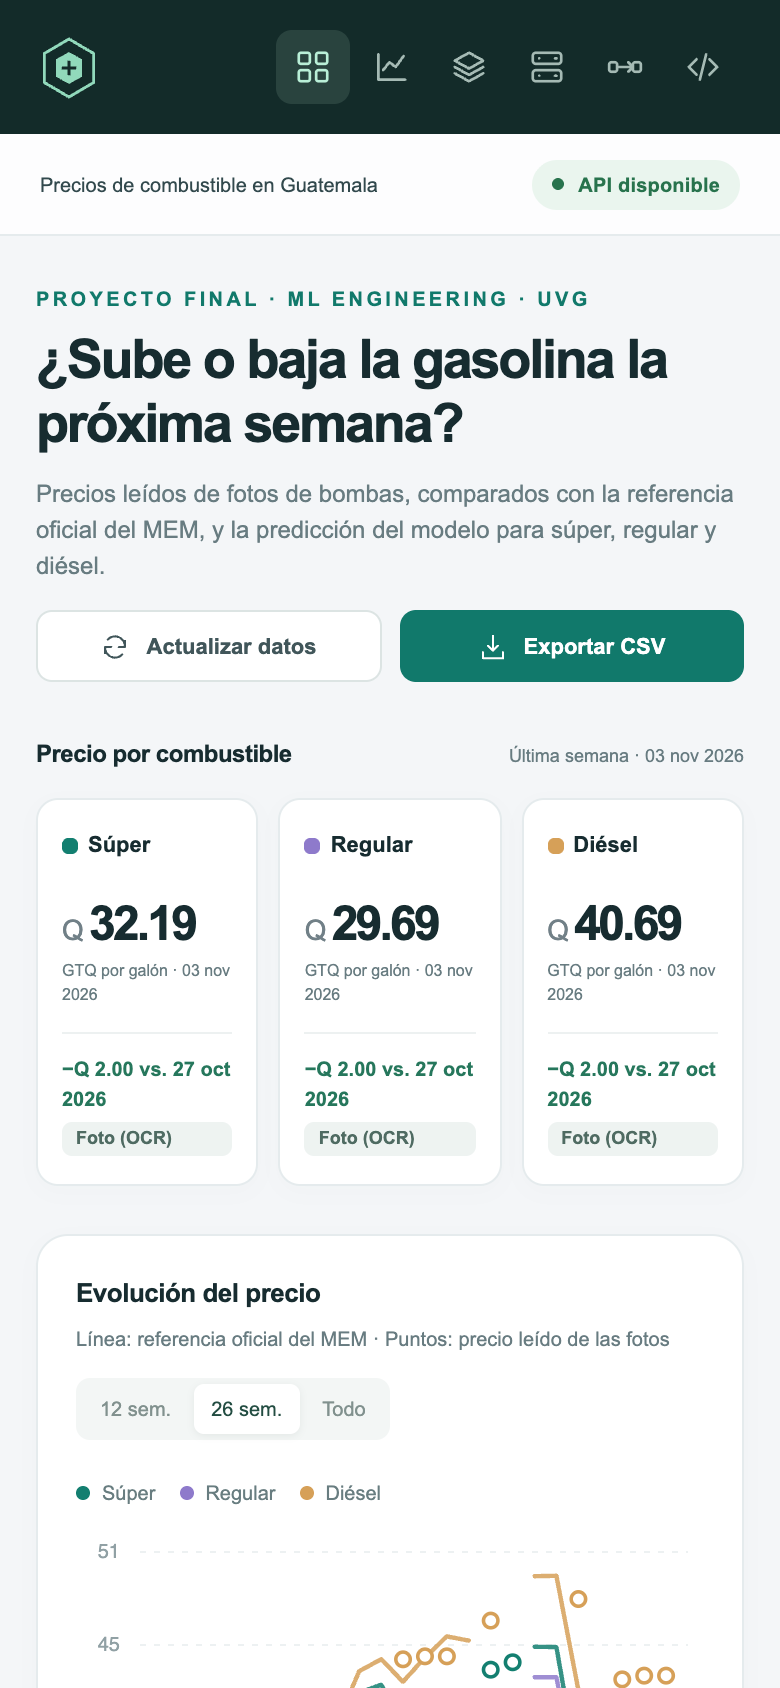 Precios de combustible en Guatemala
API disponible
PROYECTO FINAL · ML ENGINEERING · UVG
¿Sube o baja la gasolina la
próxima semana?
Precios leídos de fotos de bombas, comparados con la referencia
oficial del MEM, y la predicción del modelo para súper, regular y
diésel.
Actualizar datos
Exportar CSV
Precio por combustible
Última semana · 03 nov 2026
Súper
Q 32.19
GTQ por galón · 03 nov
2026
−Q 2.00 vs. 27 oct
2026
Foto (OCR)
Regular
Q 29.69
GTQ por galón · 03 nov
2026
−Q 2.00 vs. 27 oct
2026
Foto (OCR)
Diésel
Q 40.69
GTQ por galón · 03 nov
2026
−Q 2.00 vs. 27 oct
2026
Foto (OCR)
Evolución del precio
Línea: referencia oficial del MEM · Puntos: precio leído de las fotos
12 sem.
26 sem.
Todo
Súper
Regular
Diésel
51
45